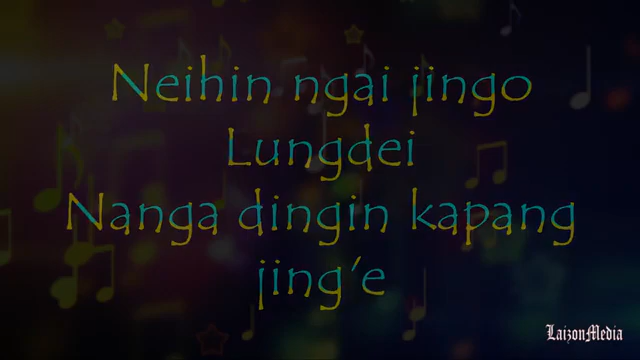 Neihin ngai jingo
Lungdei
Nanga dingin kapang
jing'e
LaizonMedia